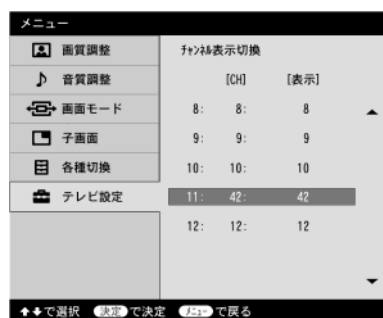 メニュー
画質調整
音質調整
画面モード
子画面
各種切換
テレビ設定
ﾁｬﾝﾈﾙ表示切換
[CH] [表示]
8: 8: 8
9: 9: 9
10: 10: 10
11: 42: 42
12: 12: 12
で選択 決定 で決定 ﾒﾆｭｰ で戻る